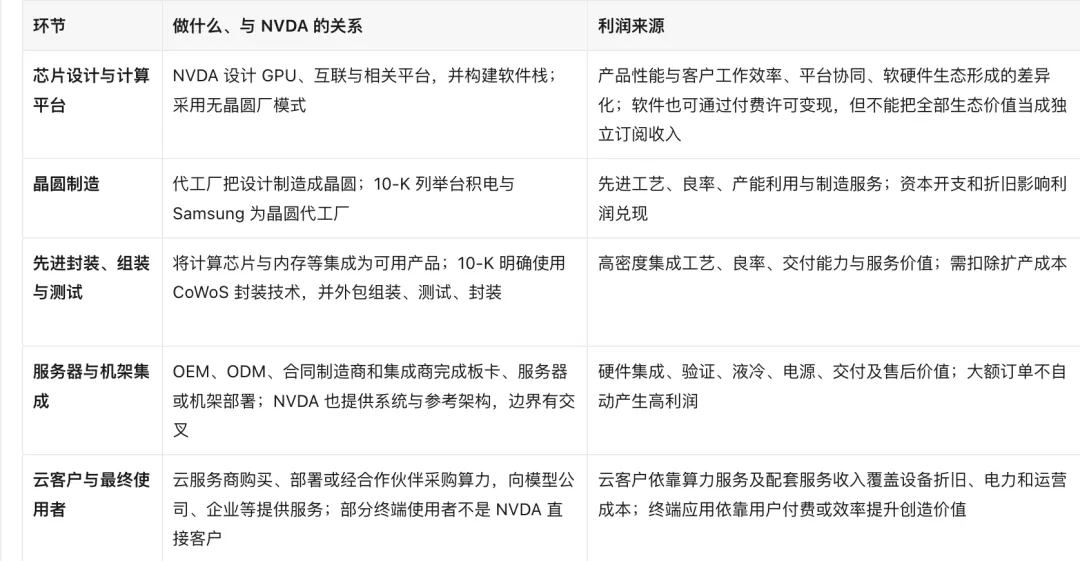 环节
做什么、与 NVDA 的关系
利润来源
芯片设计与计算
平台
NVDA 设计 GPU、互联与相关平台，并构建软件栈；
采用无晶圆厂模式
产品性能与客户工作效率、平台协同、软硬件生态形成的差异
化；软件也可通过付费许可变现，但不能把全部生态价值当成独
立订阅收入
晶圆制造
代工厂把设计制造成晶圆；10-K 列举台积电与
Samsung 为晶圆代工厂
先进工艺、良率、产能利用与制造服务；资本开支和折旧影响利
润兑现
先进封装、组装
与测试
将计算芯片与内存等集成为可用产品；10-K 明确使用
CoWoS 封装技术，并外包组装、测试、封装
高密度集成工艺、良率、交付能力与服务价值；需扣除扩产成本
服务器与机架集
成
OEM、ODM、合同制造商和集成商完成板卡、服务器
或机架部署；NVDA 也提供系统与参考架构，边界有交
叉
硬件集成、验证、液冷、电源、交付及售后价值；大额订单不自
动产生高利润
云客户与最终使
用者
云服务商购买、部署或经合作伙伴采购算力，向模型公
司、企业等提供服务；部分终端使用者不是 NVDA 直
接客户
云客户依靠算力服务及配套服务收入覆盖设备折旧、电力和运营
成本；终端应用依靠用户付费或效率提升创造价值